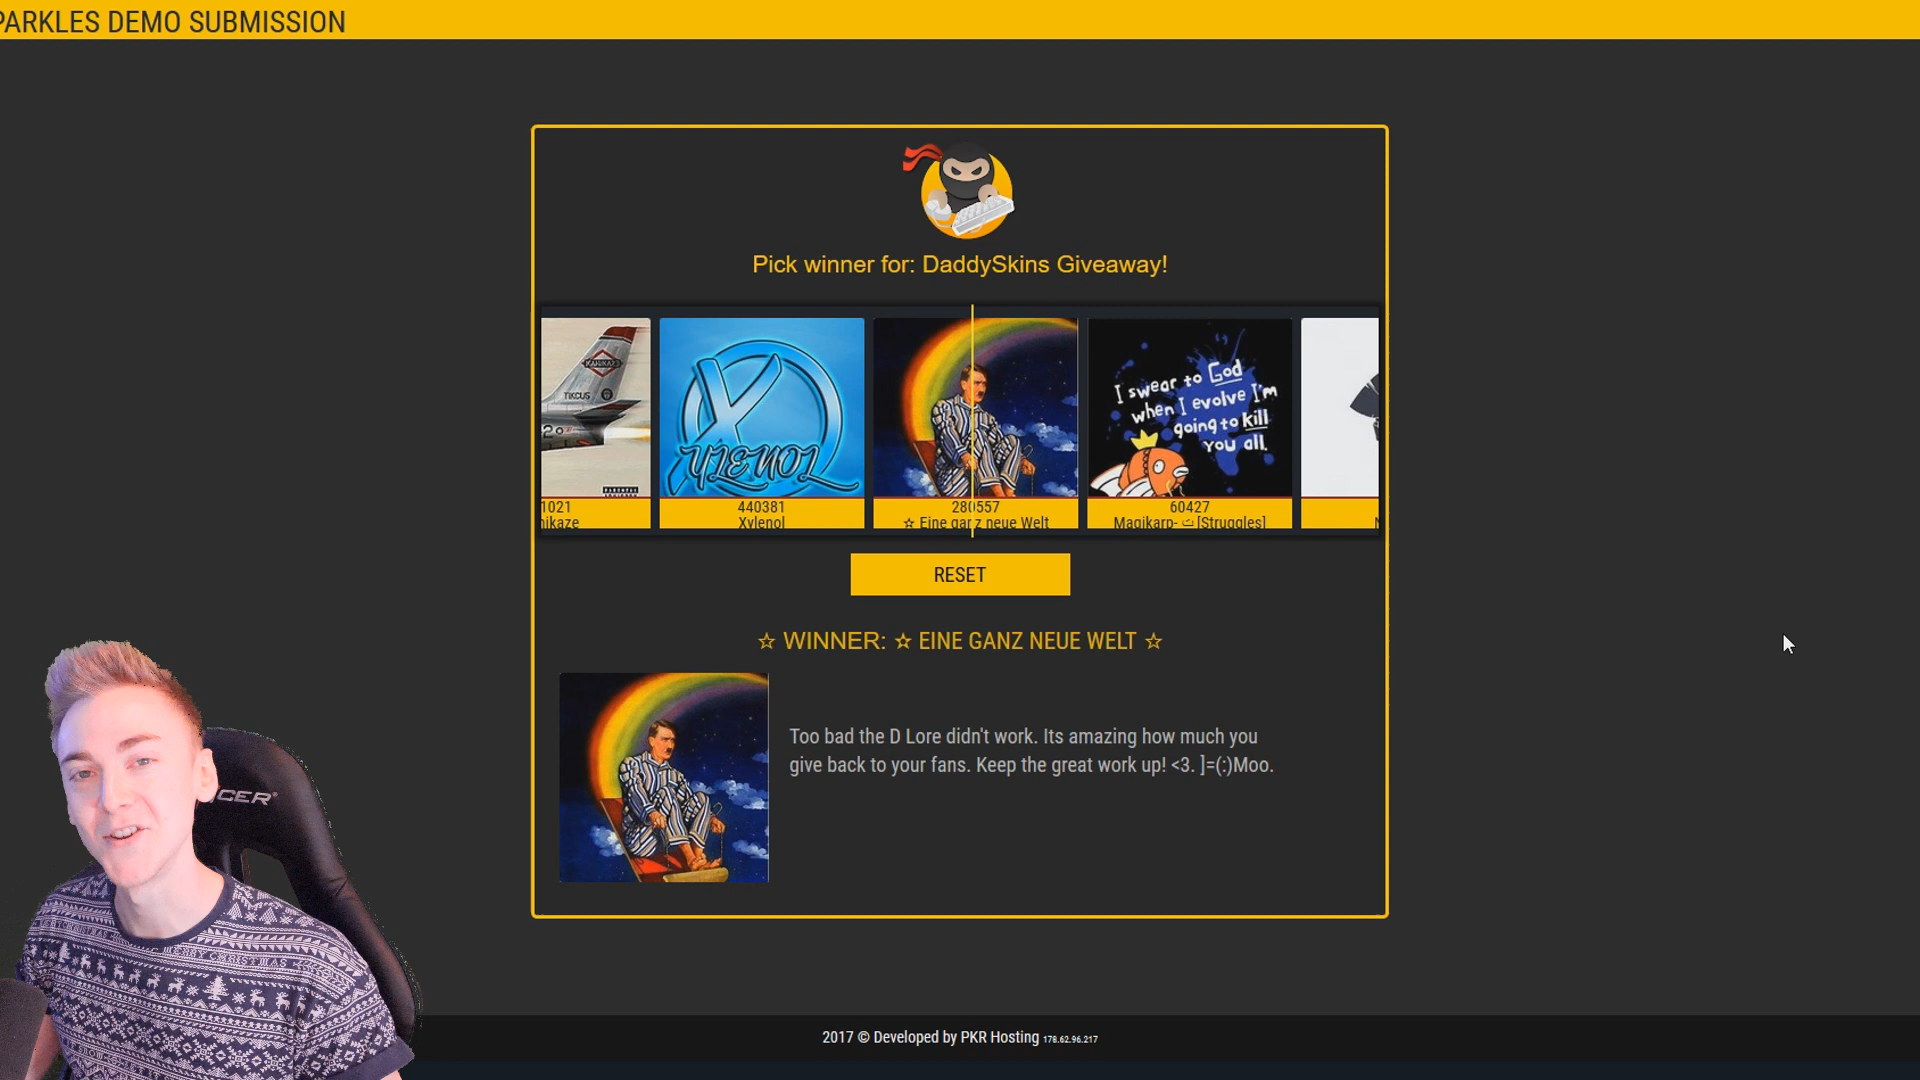 PARKLES DEMO SUBMISSION
Pick winner for: DaddySkins Giveaway!
KAMIKAZE
TIKCUS
YLENOL
I swear to God
when I evolve I'm
going to kill
you all.
1021
440381
280557
60427
ikaze
Xylenol
☆ Eine ganz neue Welt
Magikarp- [Struggles]
RESET
☆ WINNER: ☆ EINE GANZ NEUE WELT ☆
Too bad the D Lore didn't work. Its amazing how much you
give back to your fans. Keep the great work up! <3. ]=(:)Moo.
CER
MERRY CHRISTMAS
2017 © Developed by PKR Hosting 178.62.96.217